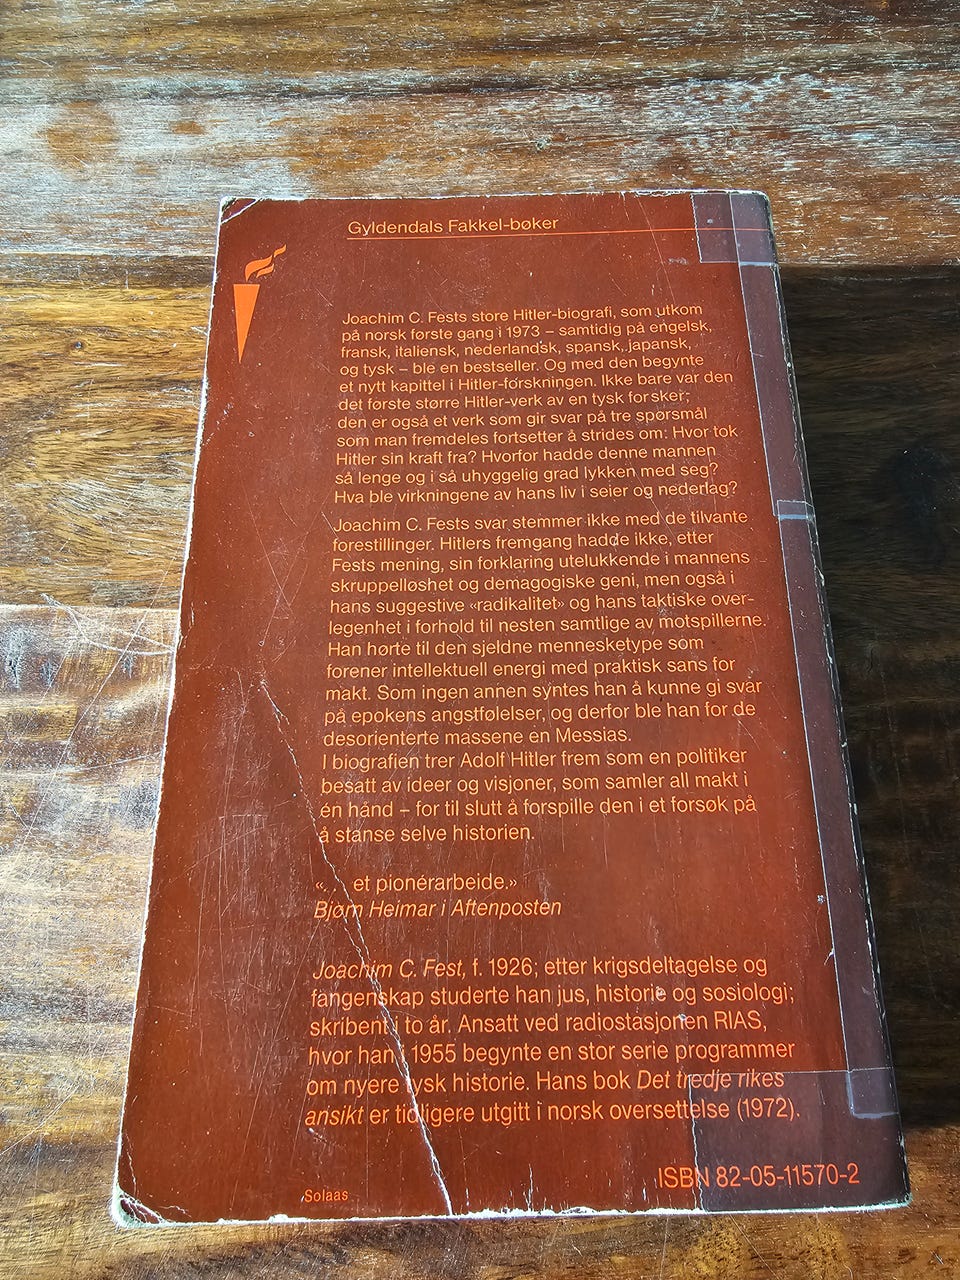 Gyldendals Fakkel-bøker
Joachim C. Fests store Hitler-biografi, som utkom
på norsk første gang i 1973 – samtidig på engelsk,
fransk, italiensk, nederlandsk, spansk, japansk,
og tysk – ble en bestseller. Og med den begynte
et nytt kapittel i Hitler-forskningen. Ikke bare var den
det første større Hitler-verk av en tysk forsker;
den er også et verk som gir svar på tre spørsmål
som man fremdeles fortsetter å strides om: Hvor tok
Hitler sin kraft fra? Hvorfor hadde denne mannen
så lenge og i så uhyggelig grad lykken med seg?
Hva ble virkningene av hans liv i seier og nederlag?
Joachim C. Fests svar stemmer ikke med de tilvante
forestillinger. Hitlers fremgang hadde ikke, etter
Fests mening, sin forklaring utelukkende i mannens
skruppelløshet og demagogiske geni, men også i
hans suggestive «radikalitet» og hans taktiske over-
legenhet i forhold til nesten samtlige av motspillerne.
Han hørte til den sjeldne mennesketype som
forener intellektuell energi med praktisk sans for
makt. Som ingen annen syntes han å kunne gi svar
på epokens angstfølelser, og derfor ble han for de
desorienterte massene en Messias.
I biografien trer Adolf Hitler frem som en politiker
besatt av ideer og visjoner, som samler all makt i
én hånd – for til slutt å forspille den i et forsøk på
å stanse selve historien.
«. . . et pionérarbeide.»
Bjørn Heimar i Aftenposten
Joachim C. Fest, f. 1926; etter krigsdeltagelse og
fangenskap studerte han jus, historie og sosiologi;
skribent i to år. Ansatt ved radiostasjonen RIAS,
hvor han i 1955 begynte en stor serie programmer
om nyere tysk historie. Hans bok Det tredje rikes
ansikt er tidligere utgitt i norsk oversettelse (1972).
ISBN 82-05-11570-2
Solaas